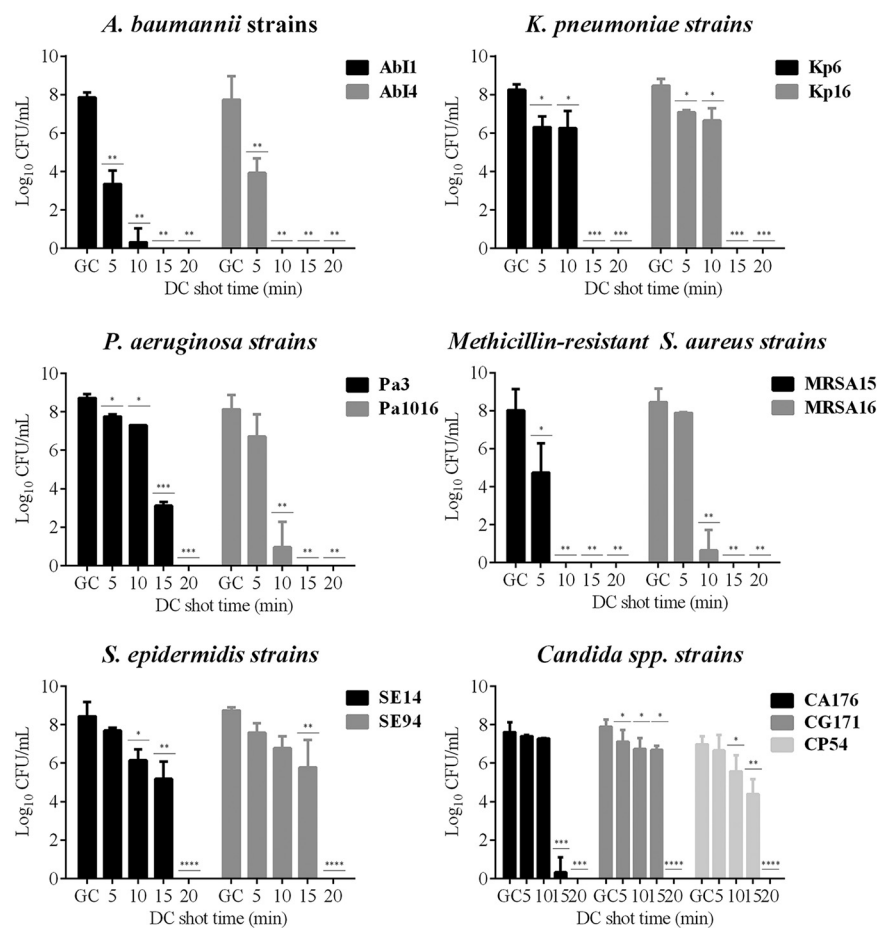 A. baumannii strains
AbI1
AbI4
Log10 CFU/mL
10
8
6
4
2
0
** ** ** ** ** ** ** **
GC 5 10 15 20 GC 5 10 15 20
DC shot time (min)
K. pneumoniae strains
Kp6
Kp16
Log10 CFU/mL
10
8
6
4
2
0
* * *** *** * * *** ***
GC 5 10 15 20 GC 5 10 15 20
DC shot time (min)
P. aeruginosa strains
Pa3
Pa1016
Log10 CFU/mL
10
8
6
4
2
0
* * *** *** ** ** **
GC 5 10 15 20 GC 5 10 15 20
DC shot time (min)
Methicillin-resistant S. aureus strains
MRSA15
MRSA16
Log10 CFU/mL
10
8
6
4
2
0
* ** ** ** ** ** **
GC 5 10 15 20 GC 5 10 15 20
DC shot time (min)
S. epidermidis strains
SE14
SE94
Log10 CFU/mL
10
8
6
4
2
0
* ** **** ** ****
GC 5 10 15 20 GC 5 10 15 20
DC shot time (min)
Candida spp. strains
CA176
CG171
CP54
Log10 CFU/mL
10
8
6
4
2
0
*** *** * * * **** * ** ****
GC5 101520 GC5 101520 GC5 101520
DC shot time (min)